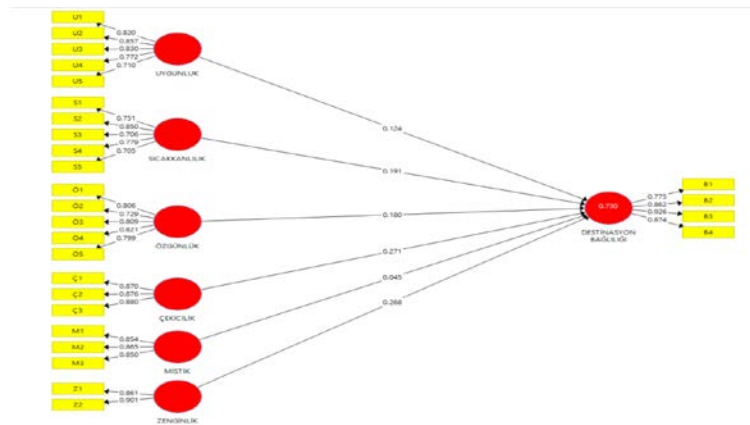 U1
U2
U3
U4
U5
0.820
0.857
0.830
0.772
0.710
UYGUNLUK
S1
S2
S3
S4
S5
0.751
0.850
0.706
0.779
0.705
SICAKKANLILIK
Ö1
Ö2
Ö3
Ö4
Ö5
0.806
0.729
0.809
0.821
0.799
ÖZGÜNLÜK
Ç1
Ç2
Ç3
0.870
0.876
0.880
ÇEKİCİLİK
M1
M2
M3
0.854
0.865
0.850
MİSTİK
Z1
Z2
0.861
0.901
ZENGİNLİK
0.124
0.191
0.180
0.271
0.045
0.268
0.730
DESTİNASYON
BAĞLILIĞI
0.775
0.862
0.826
0.874
B1
B2
B3
B4